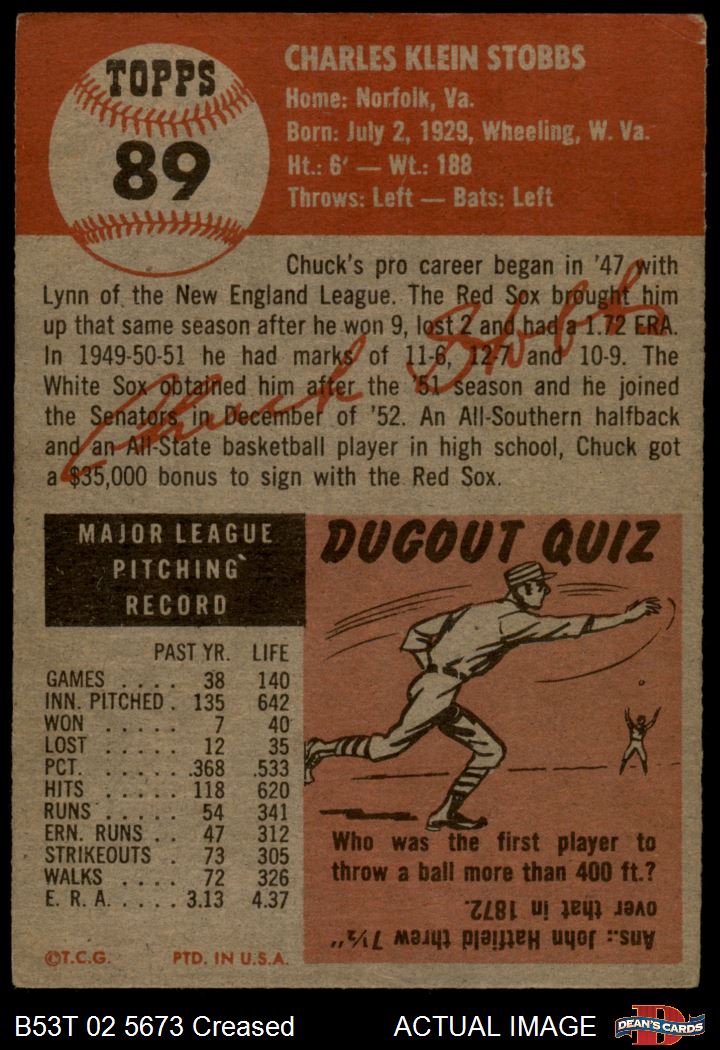 TOPPS
89
CHARLES KLEIN STOBBS
Home: Norfolk, Va.
Born: July 2, 1929, Wheeling, W. Va.
Ht.: 6' — Wt.: 188
Throws: Left — Bats: Left
Chuck's pro career began in '47 with
Lynn of the New England League. The Red Sox brought him
up that same season after he won 9, lost 2 and had a 1.72 ERA.
In 1949-50-51 he had marks of 11-6, 12-7 and 10-9. The
White Sox obtained him after the '51 season and he joined
the Senators in December of '52. An All-Southern halfback
and an All-State basketball player in high school, Chuck got
a $35,000 bonus to sign with the Red Sox.
Chuck Stobbs
MAJOR LEAGUE
PITCHING
RECORD
PAST YR. LIFE
GAMES . . . . 38 140
INN. PITCHED . 135 642
WON . . . . . 7 40
LOST . . . . . 12 35
PCT. . . . . . .368 .533
HITS . . . . . 118 620
RUNS . . . . . 54 341
ERN. RUNS . . 47 312
STRIKEOUTS . 73 305
WALKS . . . . 72 326
E. R. A. . . . . 3.13 4.37
©T.C.G. PTD. IN U.S.A.
DUGOUT QUIZ
Who was the first player to
throw a ball more than 400 ft.?
Ans.: John Hatfield threw 7½"
over that in 1872.
B53T 02 5673 Creased ACTUAL IMAGE
D
DEAN'S CARDS